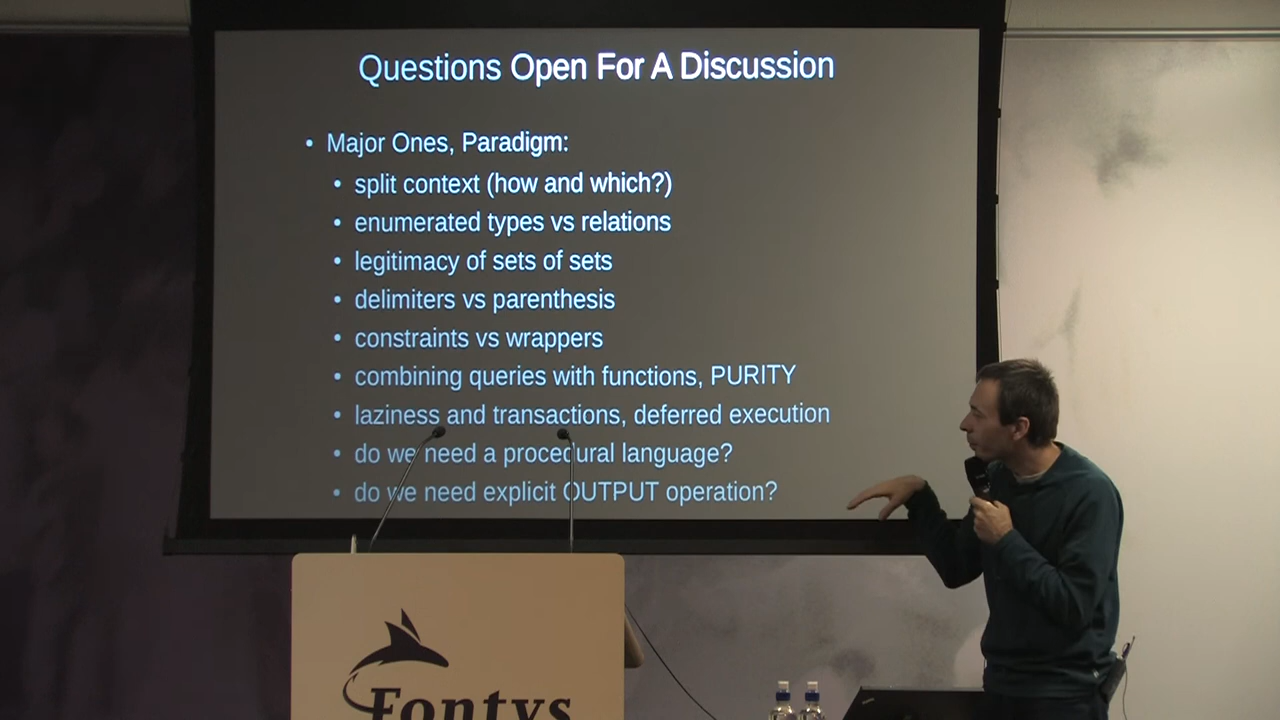 Questions Open For A Discussion
• Major Ones, Paradigm:
• split context (how and which?)
• enumerated types vs relations
• legitimacy of sets of sets
• delimiters vs parenthesis
• constraints vs wrappers
• combining queries with functions, PURITY
• laziness and transactions, deferred execution
• do we need a procedural language?
• do we need explicit OUTPUT operation?
Fontys